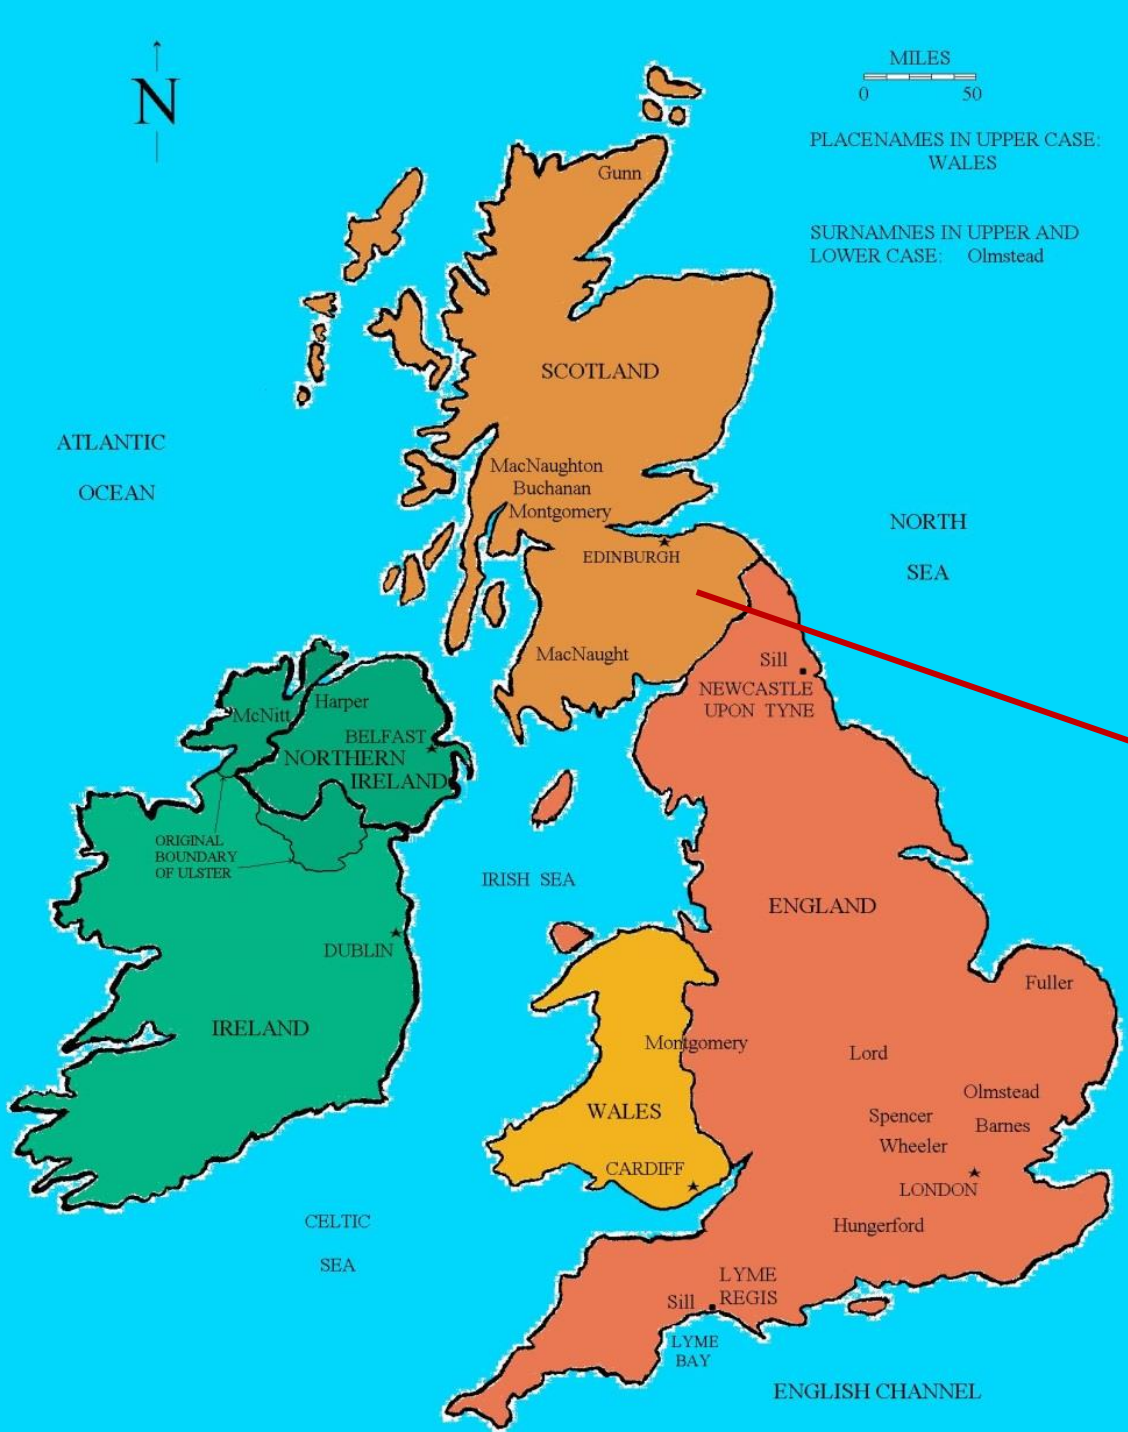 N
MILES
0 50
PLACENAMES IN UPPER CASE:
WALES
SURNAMNES IN UPPER AND
LOWER CASE: Olmstead
Gunn
SCOTLAND
ATLANTIC
OCEAN
MacNaughton
Buchanan
Montgomery
EDINBURGH
NORTH
SEA
MacNaught
Sill
NEWCASTLE
UPON TYNE
Harper
McNitt
BELFAST
NORTHERN
IRELAND
ORIGINAL
BOUNDARY
OF ULSTER
IRISH SEA
ENGLAND
DUBLIN
Fuller
IRELAND
Montgomery
Lord
Olmstead
WALES
Spencer
Barnes
Wheeler
CARDIFF
LONDON
CELTIC
SEA
Hungerford
LYME
REGIS
Sill
LYME
BAY
ENGLISH CHANNEL